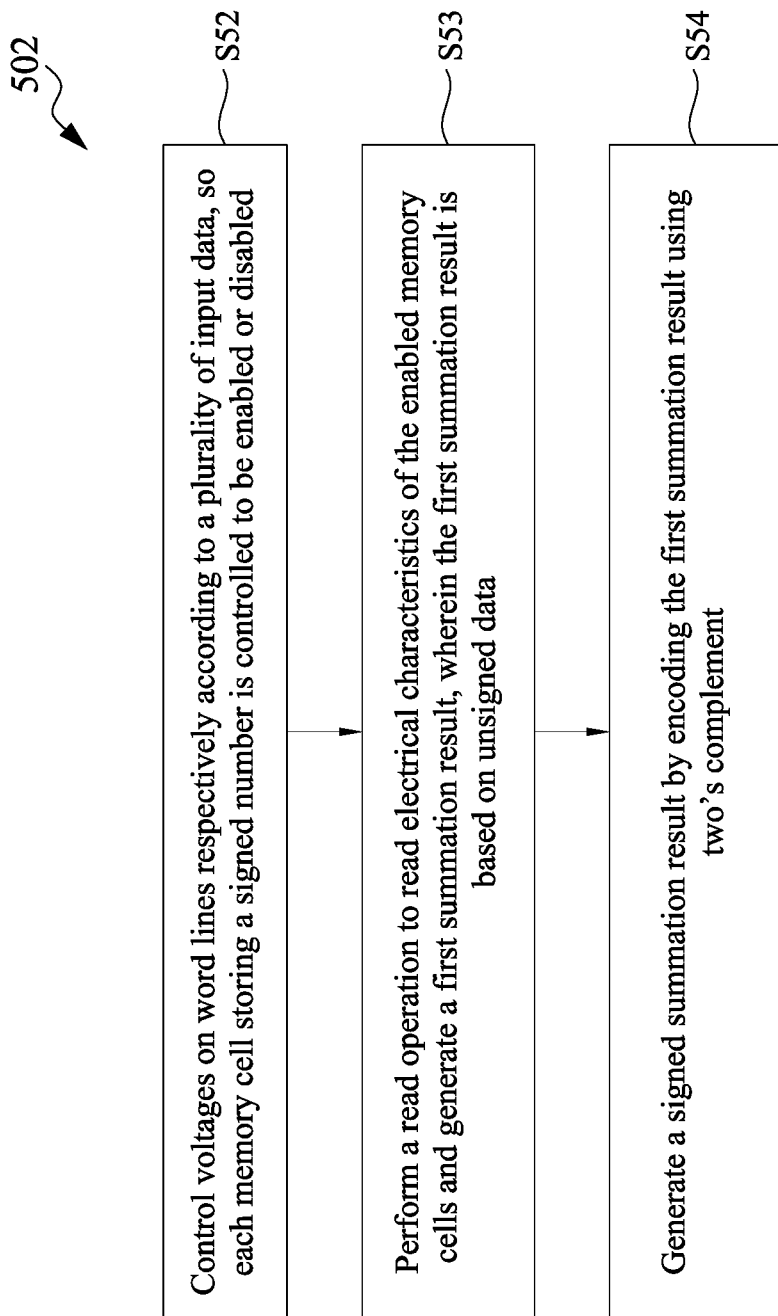 502
Control voltages on word lines respectively according to a plurality of input data, so
each memory cell storing a signed number is controlled to be enabled or disabled
S52
Perform a read operation to read electrical characteristics of the enabled memory
cells and generate a first summation result, wherein the first summation result is
based on unsigned data
S53
Generate a signed summation result by encoding the first summation result using
two’s complement
S54